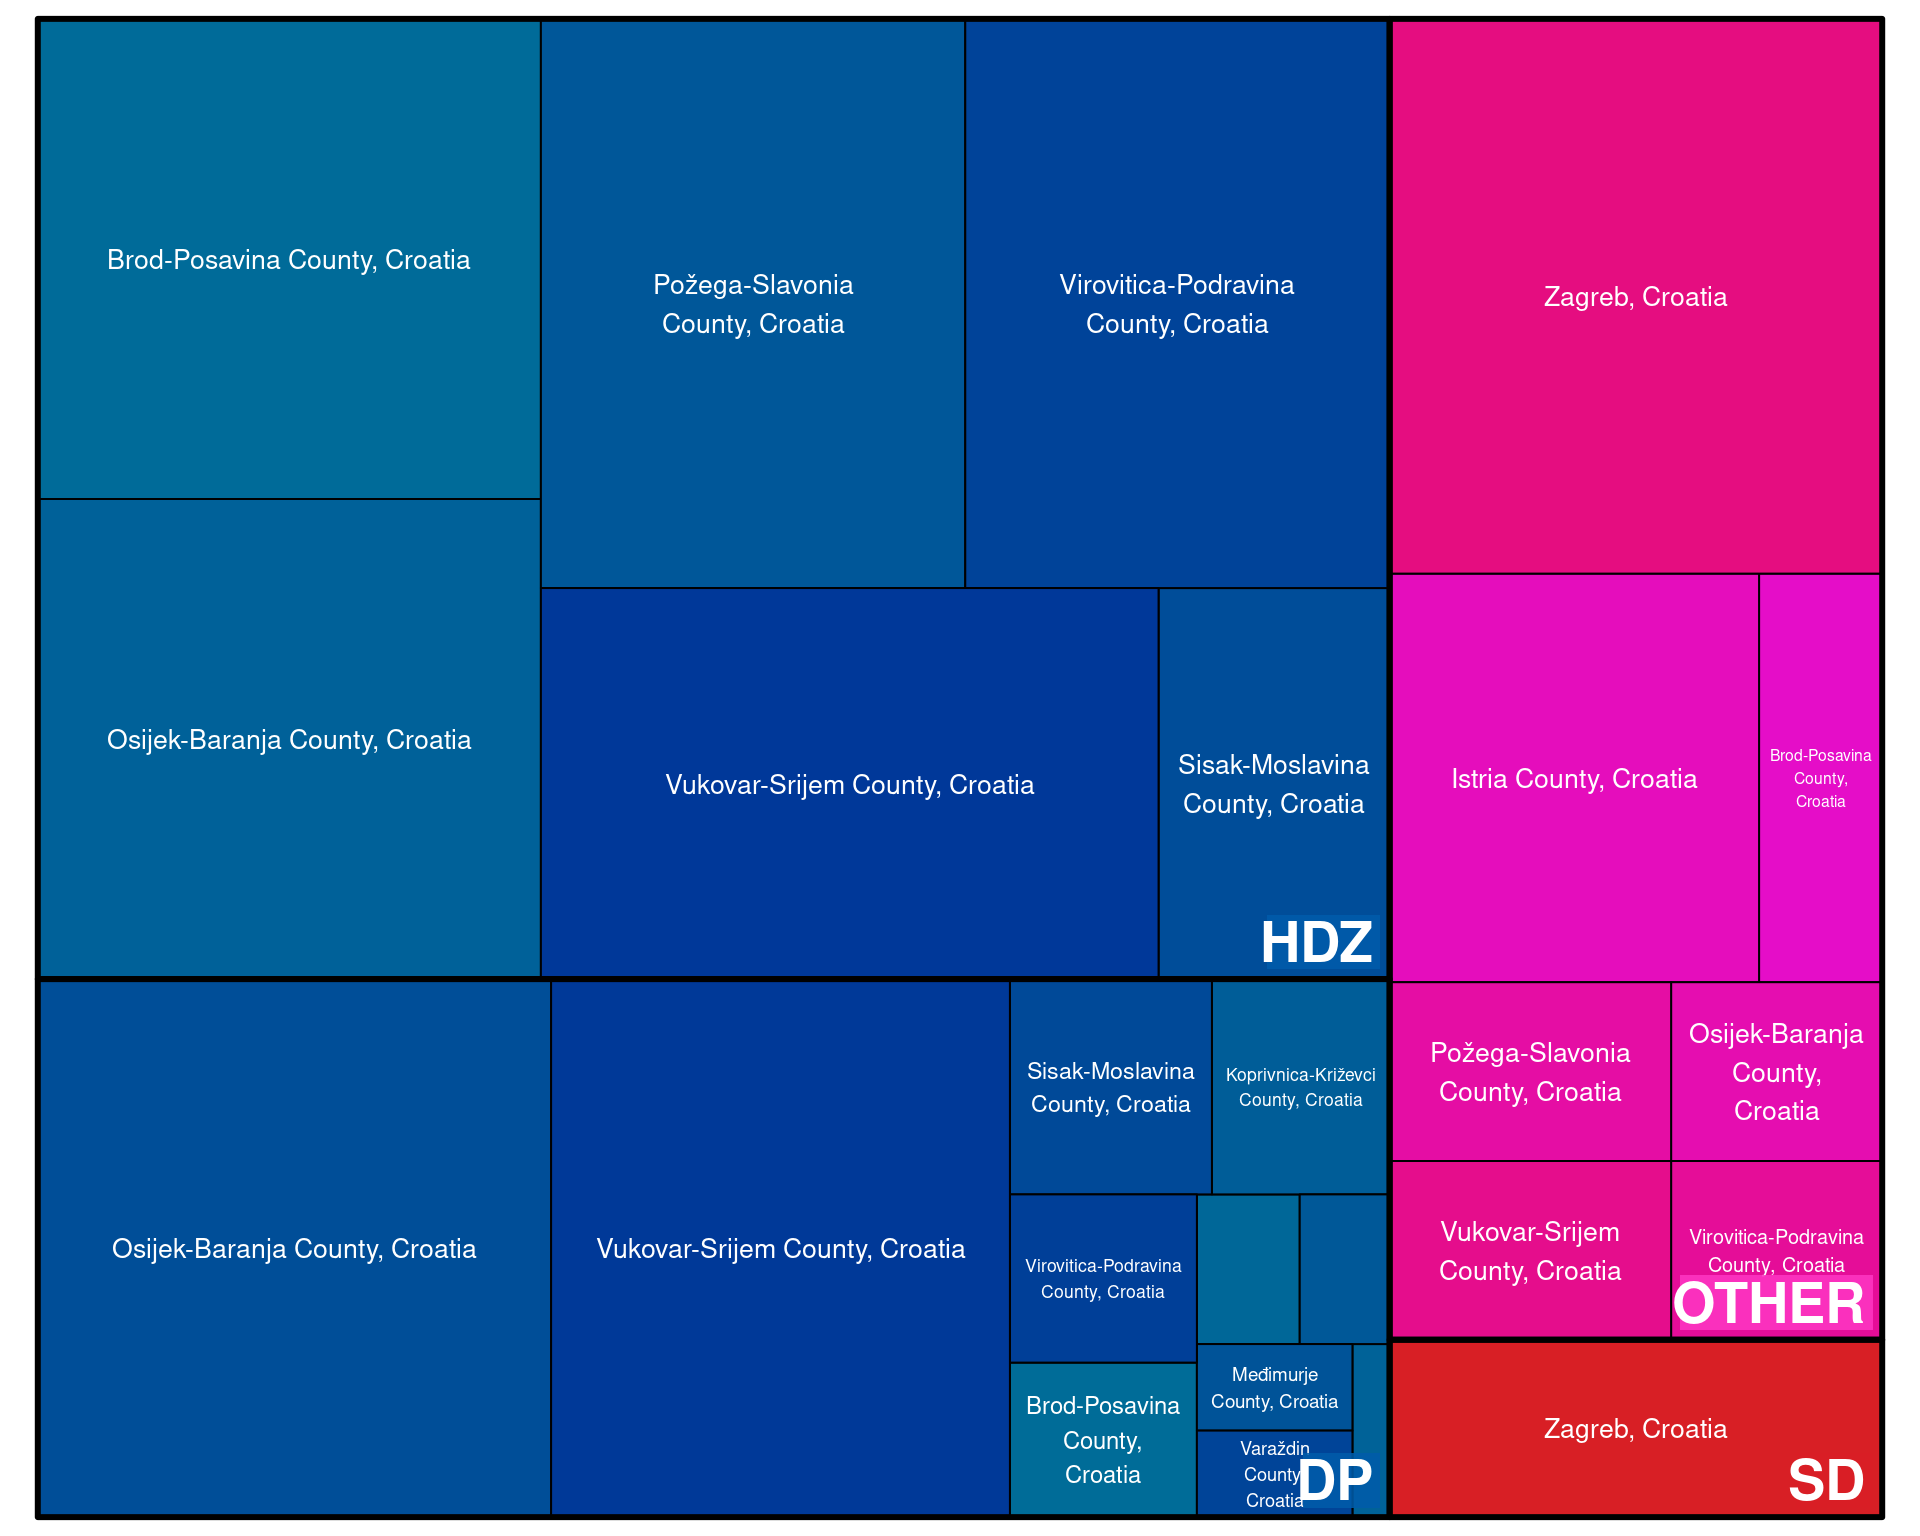 Brod-Posavina County, Croatia
Požega-Slavonia
County, Croatia
Virovitica-Podravina
County, Croatia
Osijek-Baranja County, Croatia
Vukovar-Srijem County, Croatia
Sisak-Moslavina
County, Croatia
HDZ
Osijek-Baranja County, Croatia
Vukovar-Srijem County, Croatia
Sisak-Moslavina
County, Croatia
Koprivnica-Križevci
County, Croatia
Virovitica-Podravina
County, Croatia
Brod-Posavina
County,
Croatia
Međimurje
County, Croatia
Varaždin
County,
Croatia
DP
Zagreb, Croatia
Istria County, Croatia
Brod-Posavina
County,
Croatia
Požega-Slavonia
County, Croatia
Osijek-Baranja
County,
Croatia
Vukovar-Srijem
County, Croatia
Virovitica-Podravina
County, Croatia
OTHER
Zagreb, Croatia
SD